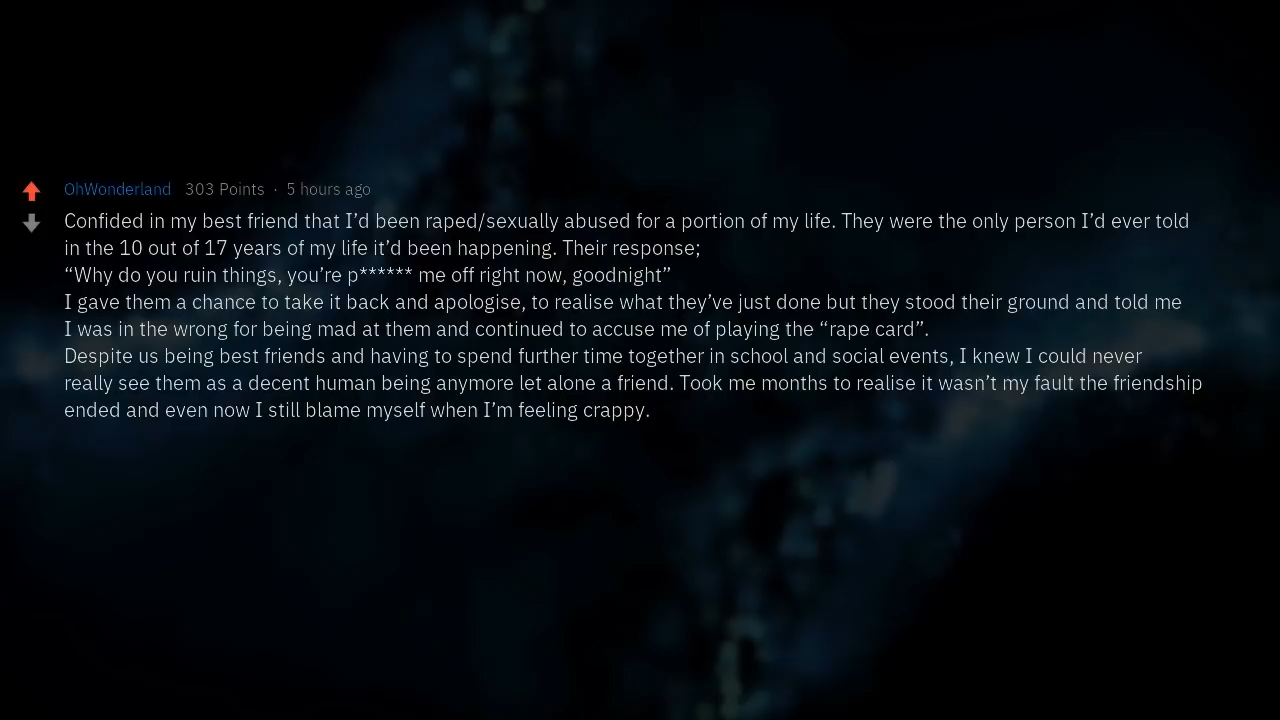 OhWonderland 303 Points · 5 hours ago
Confided in my best friend that I’d been raped/sexually abused for a portion of my life. They were the only person I’d ever told
in the 10 out of 17 years of my life it’d been happening. Their response;
“Why do you ruin things, you’re p****** me off right now, goodnight”
I gave them a chance to take it back and apologise, to realise what they’ve just done but they stood their ground and told me
I was in the wrong for being mad at them and continued to accuse me of playing the “rape card”.
Despite us being best friends and having to spend further time together in school and social events, I knew I could never
really see them as a decent human being anymore let alone a friend. Took me months to realise it wasn’t my fault the friendship
ended and even now I still blame myself when I’m feeling crappy.